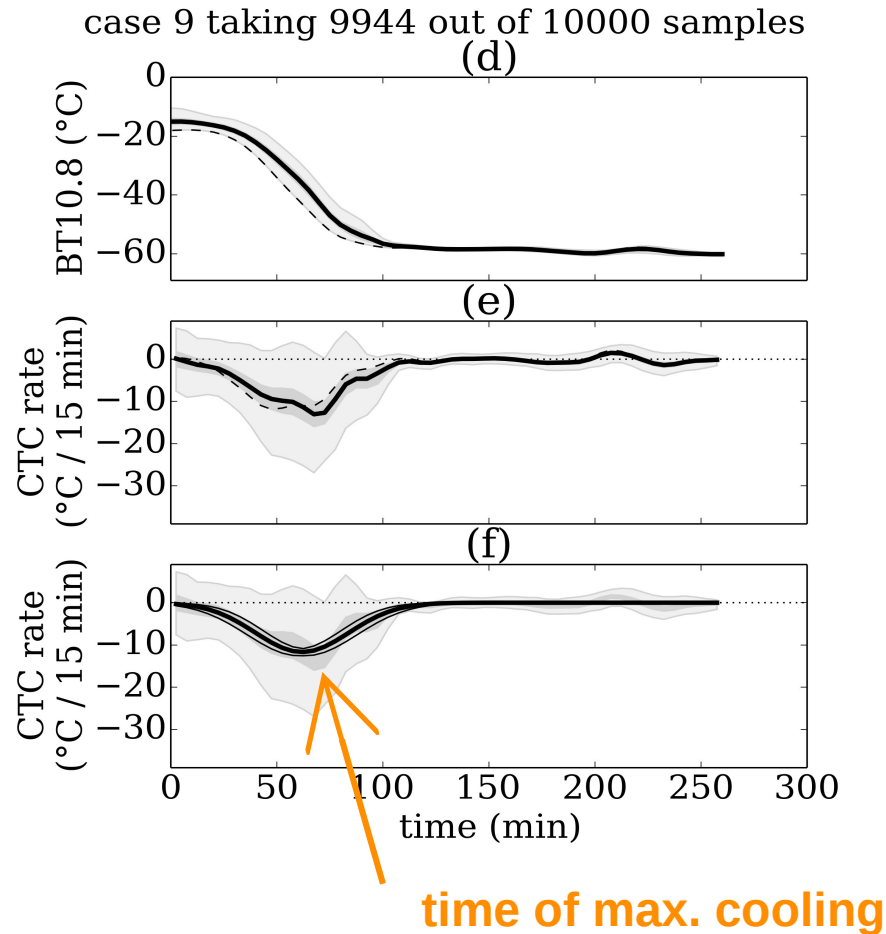 case 9 taking 9944 out of 10000 samples
(d)
0
−20
−40
−60
BT10.8 (°C)
(e)
0
−10
−20
−30
CTC rate
(°C / 15 min)
(f)
0
−10
−20
−30
CTC rate
(°C / 15 min)
0 50 100 150 200 250 300
time (min)
time of max. cooling